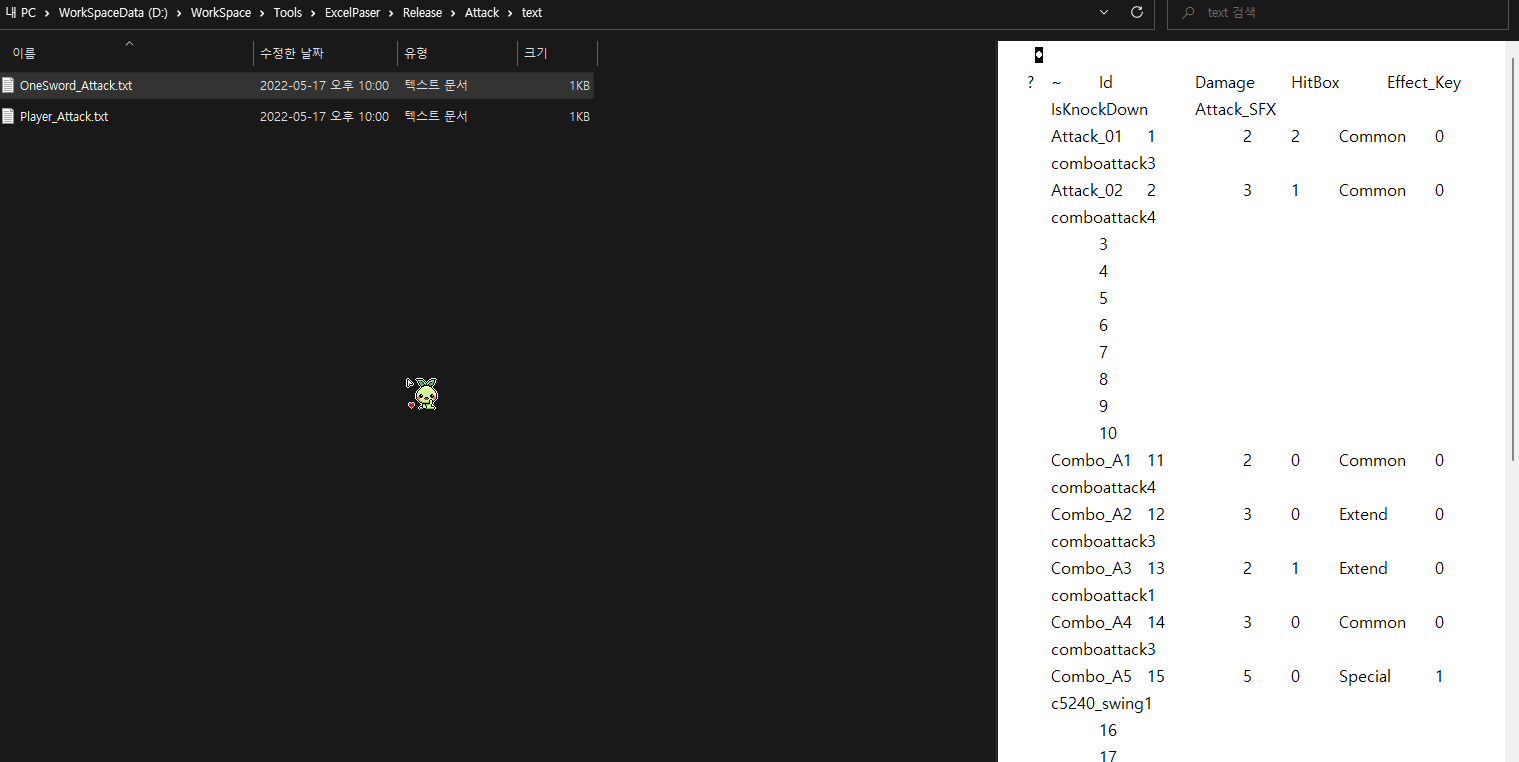 내 PC > WorkSpaceData (D:) > WorkSpace > Tools > ExcelPaser > Release > Attack > text
text 검색
이름 수정한 날짜 유형 크기
OneSword_Attack.txt 2022-05-17 오후 10:00 텍스트 문서 1KB
Player_Attack.txt 2022-05-17 오후 10:00 텍스트 문서 1KB
? ~ Id Damage HitBox Effect_Key
IsKnockDown Attack_SFX
Attack_01 1 2 2 Common 0
comboattack3
Attack_02 2 3 1 Common 0
comboattack4
3
4
5
6
7
8
9
10
Combo_A1 11 2 0 Common 0
comboattack4
Combo_A2 12 3 0 Extend 0
comboattack3
Combo_A3 13 2 1 Extend 0
comboattack1
Combo_A4 14 3 0 Common 0
comboattack3
Combo_A5 15 5 0 Special 1
c5240_swing1
16
17